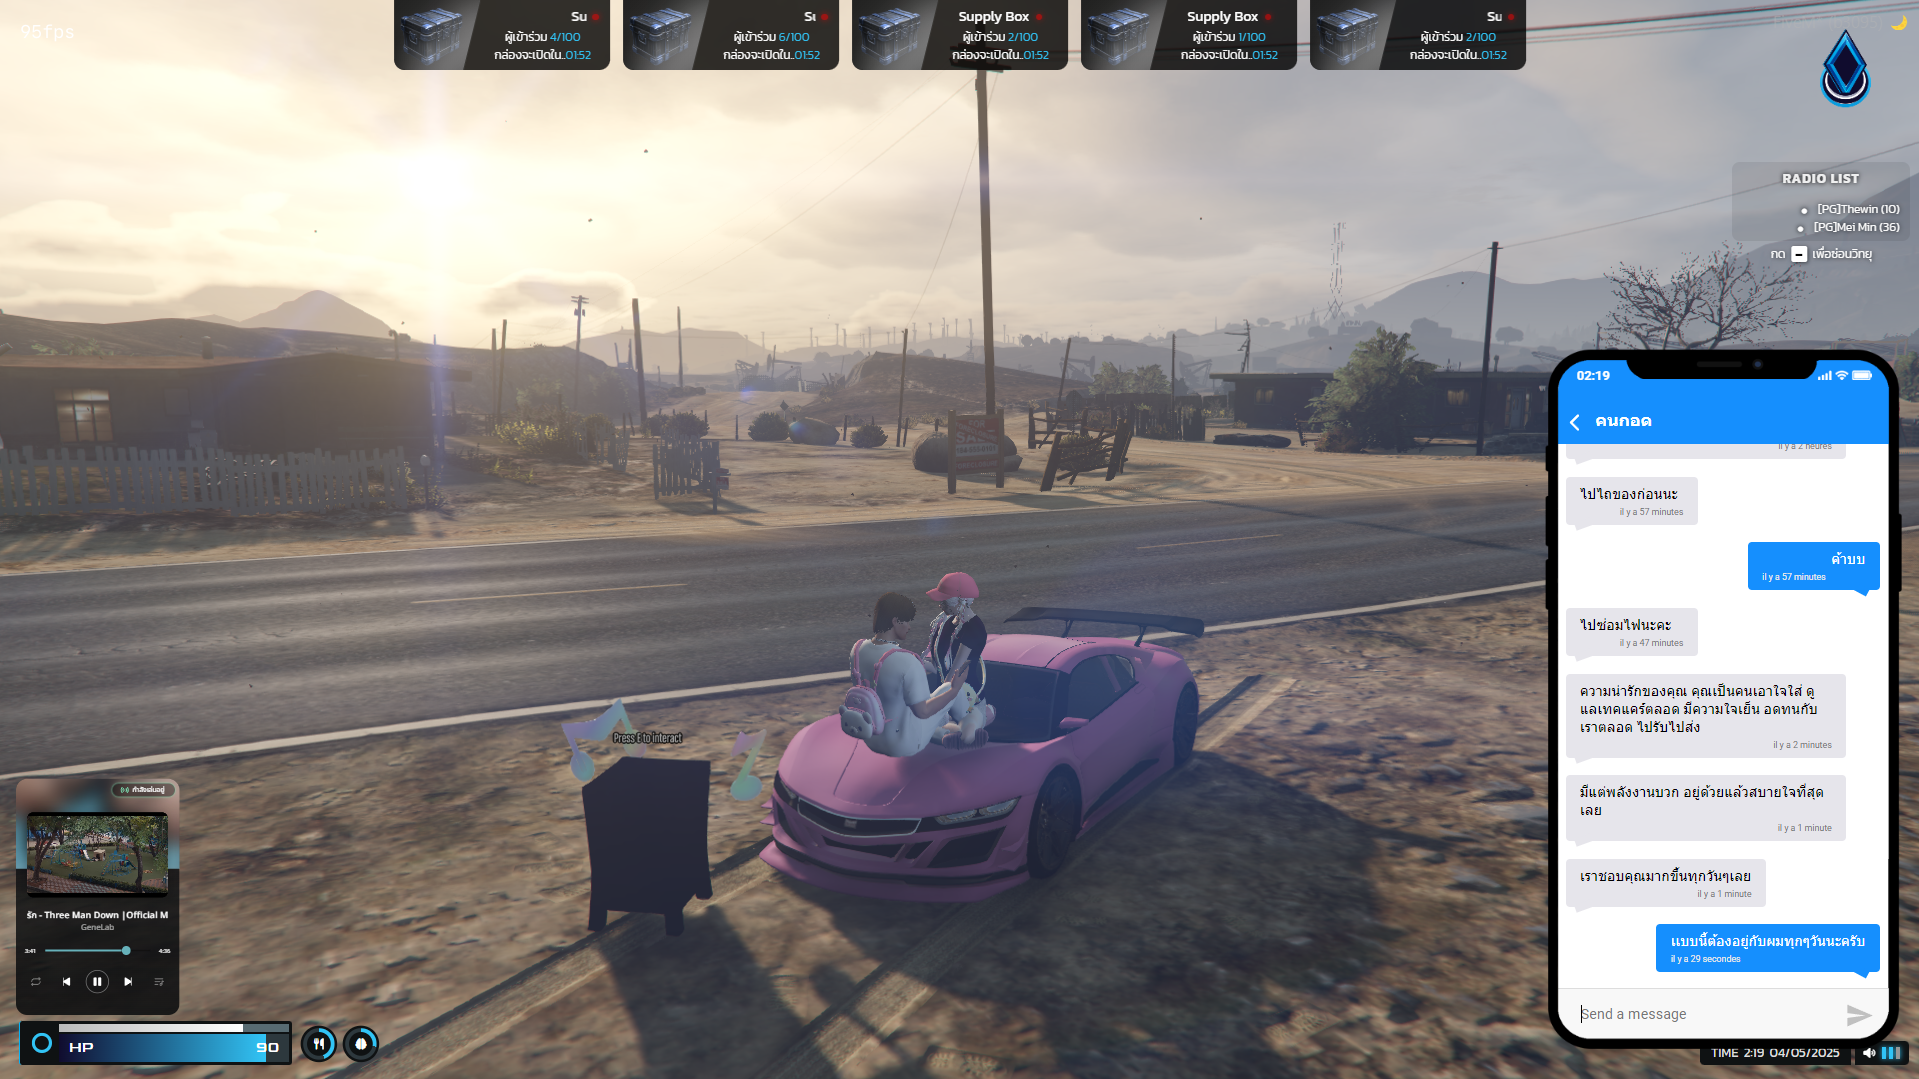 95fps
Su
ผู้เข้าร่วม 4/100
กล่องจะเปิดใน..01:52
Su
ผู้เข้าร่วม 6/100
กล่องจะเปิดใน..01:52
Supply Box
ผู้เข้าร่วม 2/100
กล่องจะเปิดใน..01:52
Supply Box
ผู้เข้าร่วม 1/100
กล่องจะเปิดใน..01:52
Su
ผู้เข้าร่วม 2/100
กล่องจะเปิดใน..01:52
RADIO LIST
[PG]Thewin (10)
[PG]Mei Min (36)
กด - เพื่อซ่อนวิทยุ
02:19
คนกอด
il y a 2 heures
ไปไถของก่อนนะ
il y a 57 minutes
ค้าบบ
il y a 57 minutes
ไปซ่อมไฟนะคะ
il y a 47 minutes
ความน่ารักของคุณ คุณเป็นคนเอาใจใส่ ดู
แลเทคแคร์ตลอด มีความใจเย็น อดทนกับ
เราตลอด ไปรับไปส่ง
il y a 2 minutes
มีแต่พลังงานบวก อยู่ด้วยแล้วสบายใจที่สุด
เลย
il y a 1 minute
เราชอบคุณมากขึ้นทุกวันๆเลย
il y a 1 minute
แบบนี้ต้องอยู่กับผมทุกๆวันนะครับ
il y a 29 secondes
Send a message
Press E to interact
กำลังเล่นอยู่
รัก - Three Man Down |Official M
GeneLab
3:41
4:36
HP
90
TIME 2:19 04/05/2025